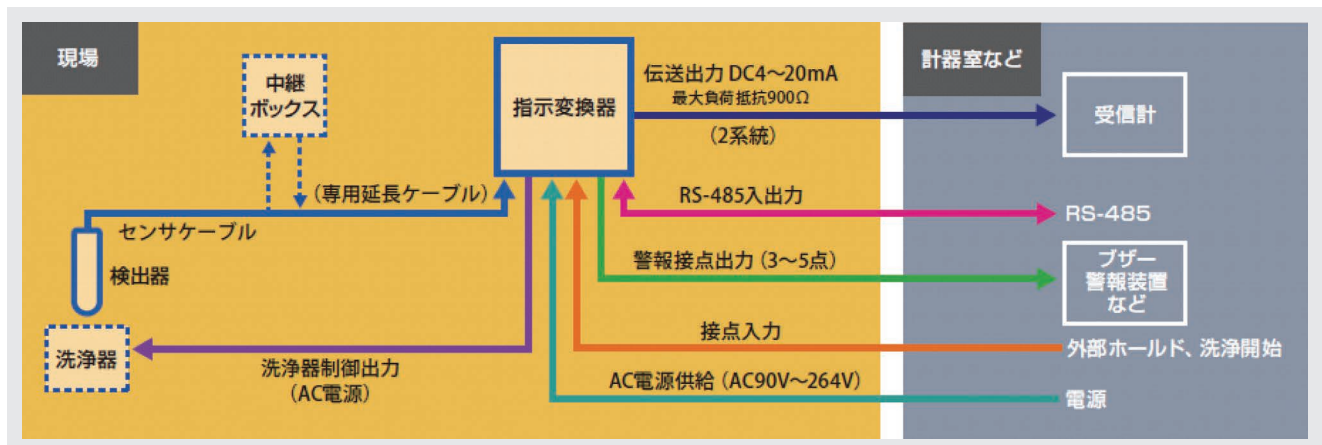 現場
計器室など
中継
ボックス
指示変換器
伝送出力 DC4～20mA
最大負荷抵抗900Ω
(2系統)
受信計
(専用延長ケーブル)
RS-485入出力
RS-485
センサケーブル
検出器
警報接点出力 (3～5点)
ブザー
警報装置
など
洗浄器
接点入力
外部ホールド、洗浄開始
洗浄器制御出力
(AC電源)
AC電源供給 (AC90V～264V)
電源